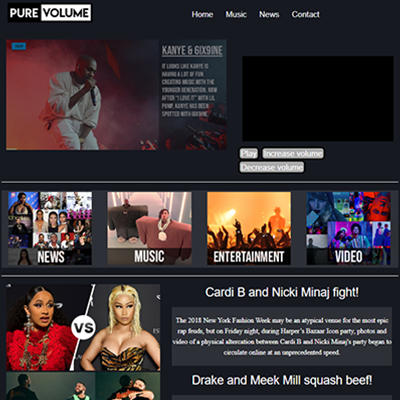 PURE VOLUME
Home Music News Contact
KANYE & 6IX9INE
IT LOOKS LIKE KANYE IS
HAVING A LOT OF FUN
CREATING MUSIC WITH THE
YOUNGER GENERATION. NOW
AFTER "I LOVE IT" WITH LIL
PUMP, KANYE HAS BEEN
SPOTTED WITH 6IX9INE.
Play Increase volume
Decrease volume
NEWS MUSIC ENTERTAINMENT VIDEO
VS
Cardi B and Nicki Minaj fight!
The 2018 New York Fashion Week may be an atypical venue for the most epic
rap feuds, but on Friday night, during Harper's Bazaar Icon party, photos and
video of a physical altercation between Cardi B and Nicki Minaj's party began to
circulate online at an unprecedented speed.
Drake and Meek Mill squash beef!